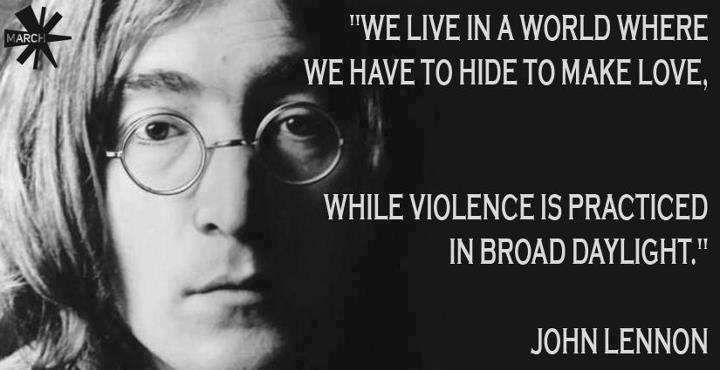 MARCH
"WE LIVE IN A WORLD WHERE
WE HAVE TO HIDE TO MAKE LOVE,
WHILE VIOLENCE IS PRACTICED
IN BROAD DAYLIGHT."
JOHN LENNON